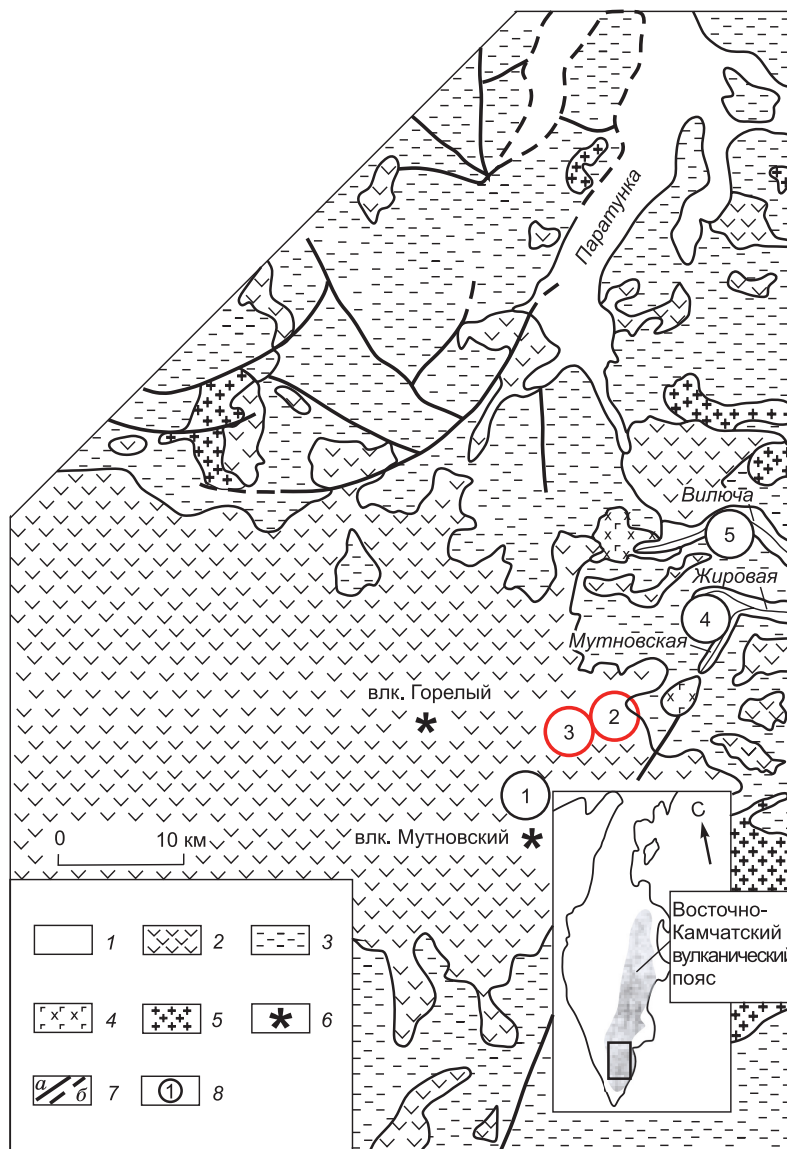 Паратунка
Вилюча
5
Жировая
4
Мутновская
влк. Горелый
3
2
1
влк. Мутновский
0 10 км
С
Восточно-
Камчатский
вулканический
пояс
1 2 3
4 5 6
а б 7 1 8